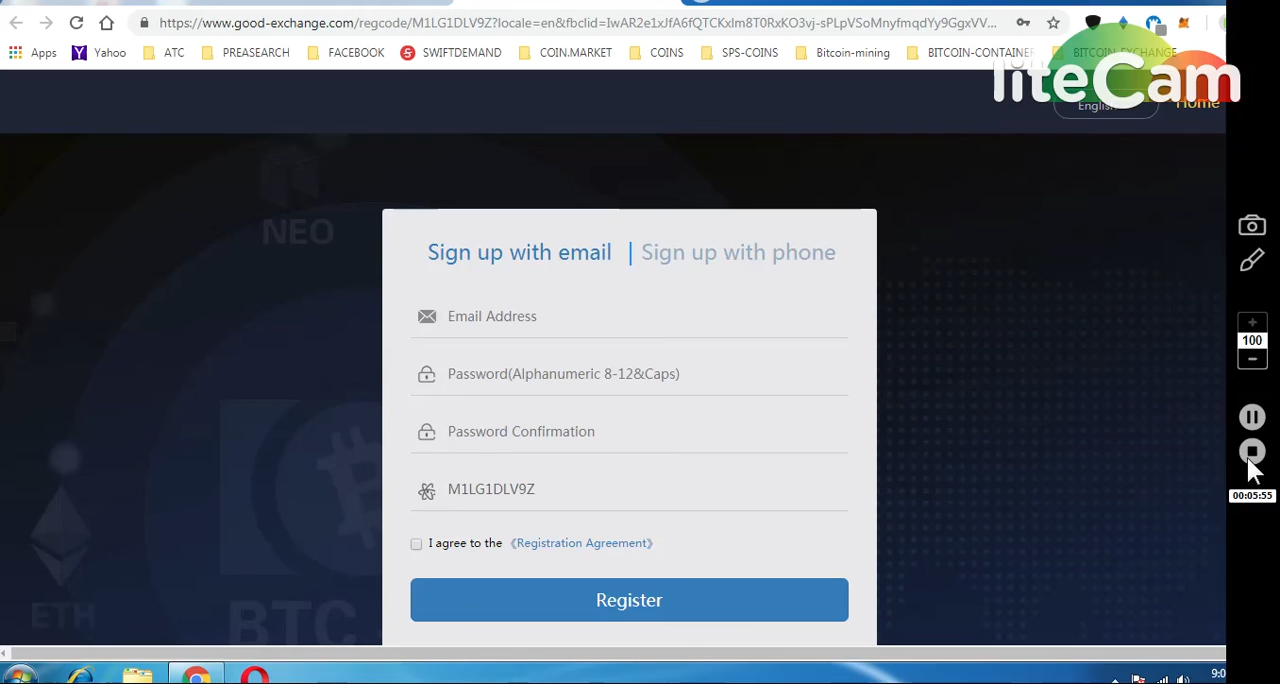 https://www.good-exchange.com/regcode/M1LG1DLV9Z?locale=en&fbclid=IwAR2e1xJfA6fQTCKxlm8T0RxKO3vj-sPLpVSoMnyfmqdYy9GgxVV...
Apps Yahoo ATC PREASEARCH FACEBOOK SWIFTDEMAND COIN.MARKET COINS SPS-COINS Bitcoin-mining BITCOIN-CONTAINER BITCOIN-EXCHANGE
liteCam
English Home
NEO
Sign up with email | Sign up with phone
Email Address
Password(Alphanumeric 8-12&Caps)
100
Password Confirmation
M1LG1DLV9Z
00:05:55
I agree to the 《Registration Agreement》
Register
ETH
BTC